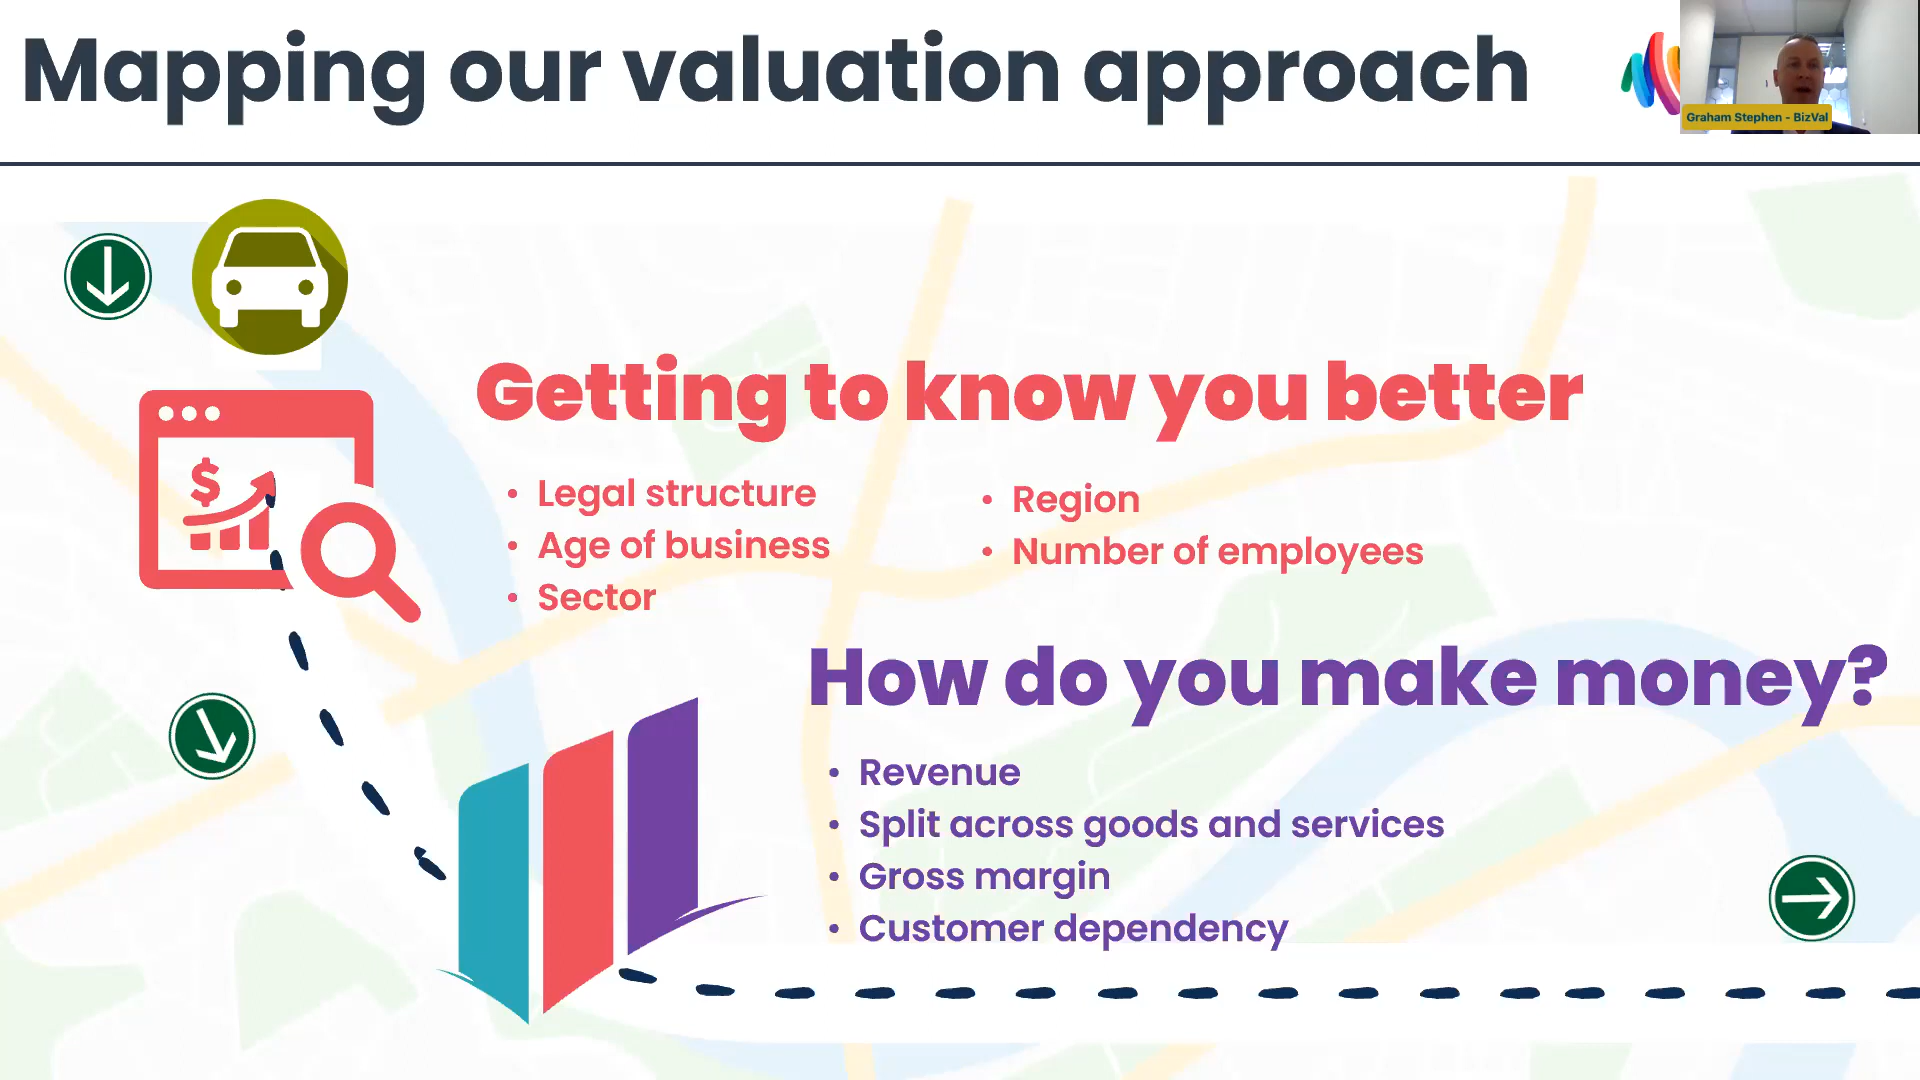 Mapping our valuation approach
Graham Stephen - BizVal
$
Getting to know you better
• Legal structure
• Age of business
• Sector
• Region
• Number of employees
How do you make money?
• Revenue
• Split across goods and services
• Gross margin
• Customer dependency